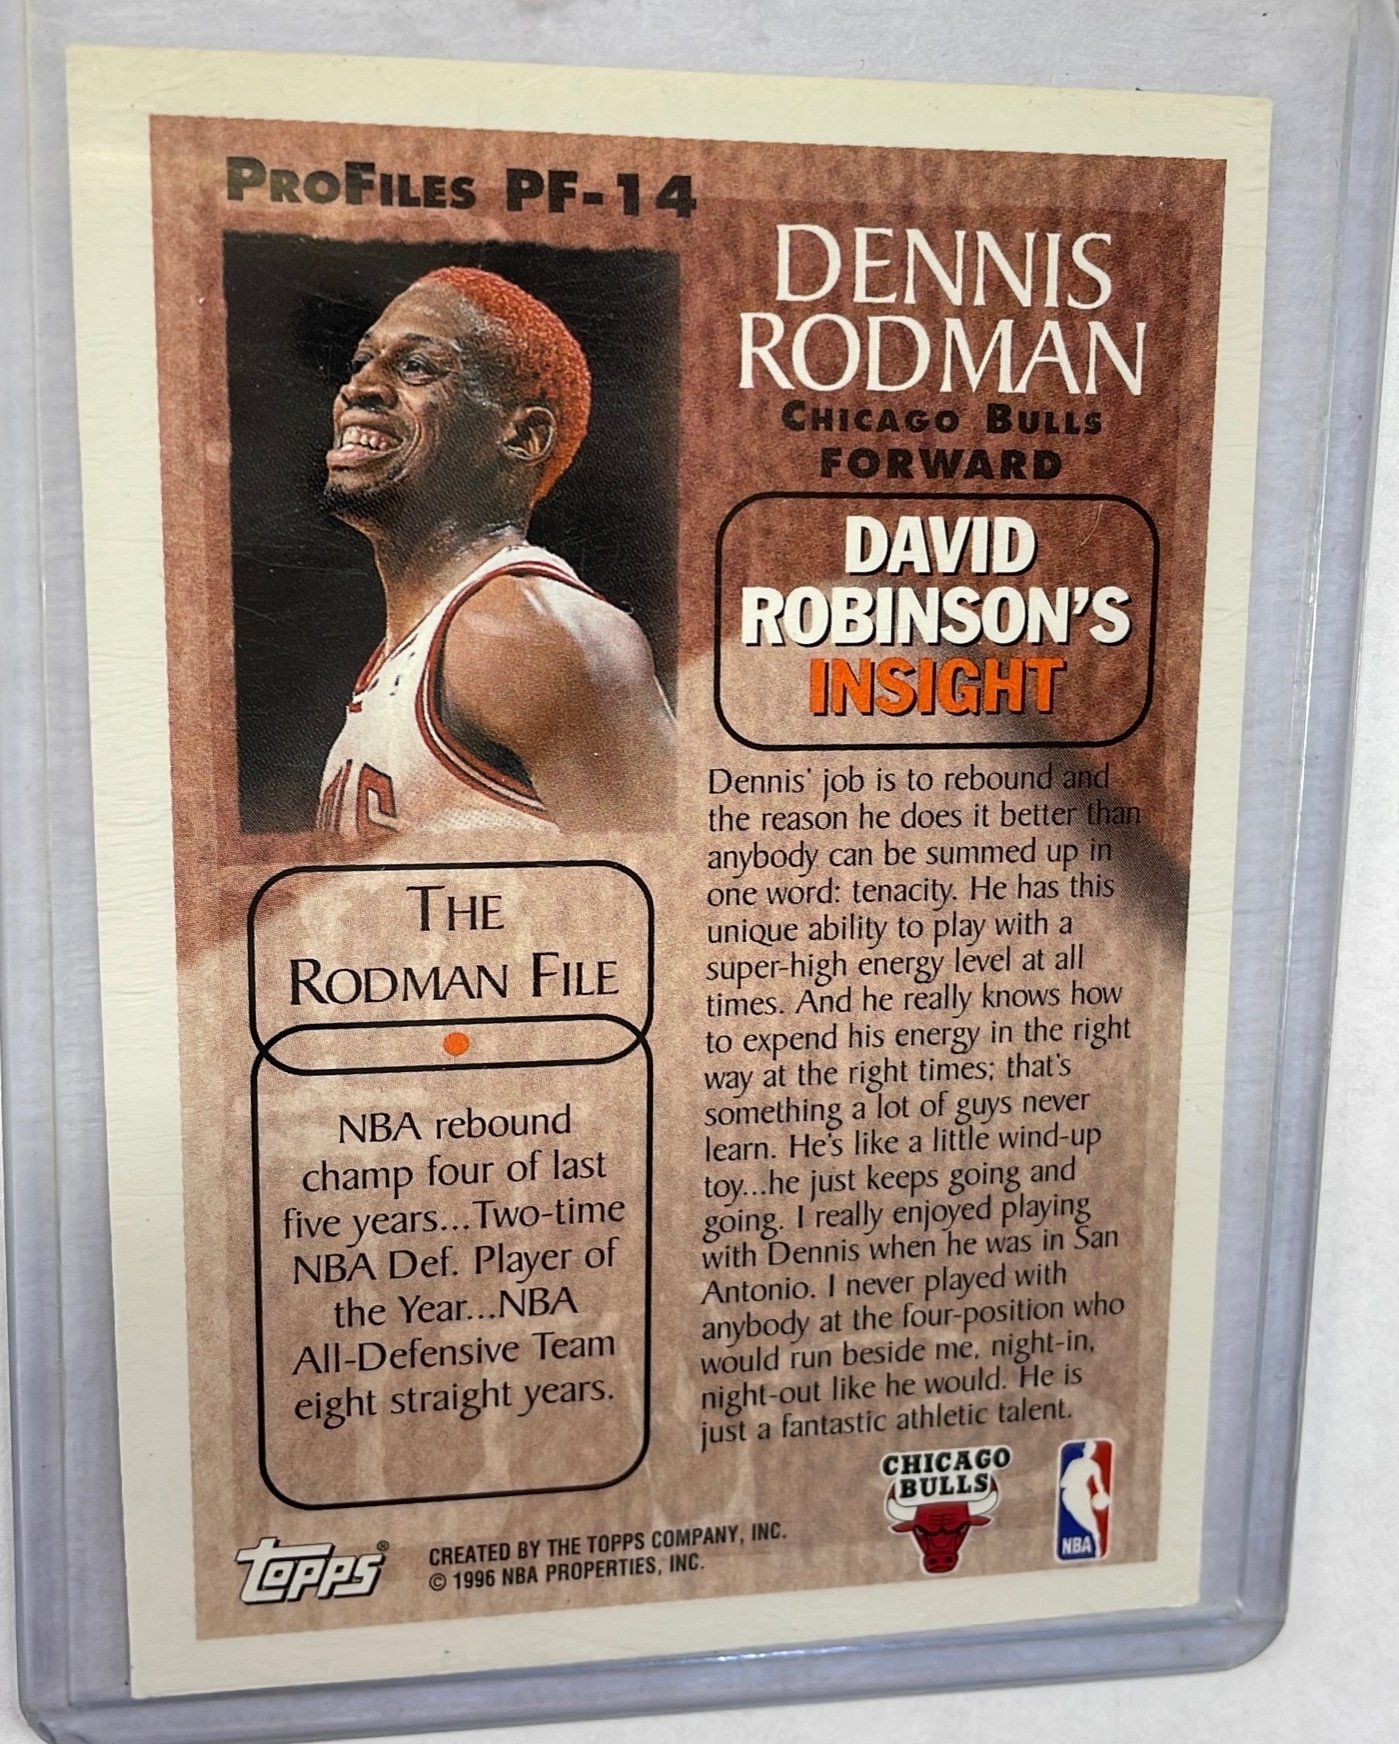 PROFILES PF-14
DENNIS
RODMAN
CHICAGO BULLS
FORWARD
DAVID
ROBINSON'S
INSIGHT
Dennis' job is to rebound and
the reason he does it better than
anybody can be summed up in
one word: tenacity. He has this
unique ability to play with a
super-high energy level at all
times. And he really knows how
to expend his energy in the right
way at the right times; that's
something a lot of guys never
learn. He's like a little wind-up
toy...he just keeps going and
going. I really enjoyed playing
with Dennis when he was in San
Antonio. I never played with
anybody at the four-position who
would run beside me, night-in,
night-out like he would. He is
just a fantastic athletic talent.
THE
RODMAN FILE
NBA rebound
champ four of last
five years...Two-time
NBA Def. Player of
the Year...NBA
All-Defensive Team
eight straight years.
CHICAGO
BULLS
NBA
TOPPS®
CREATED BY THE TOPPS COMPANY, INC.
© 1996 NBA PROPERTIES, INC.